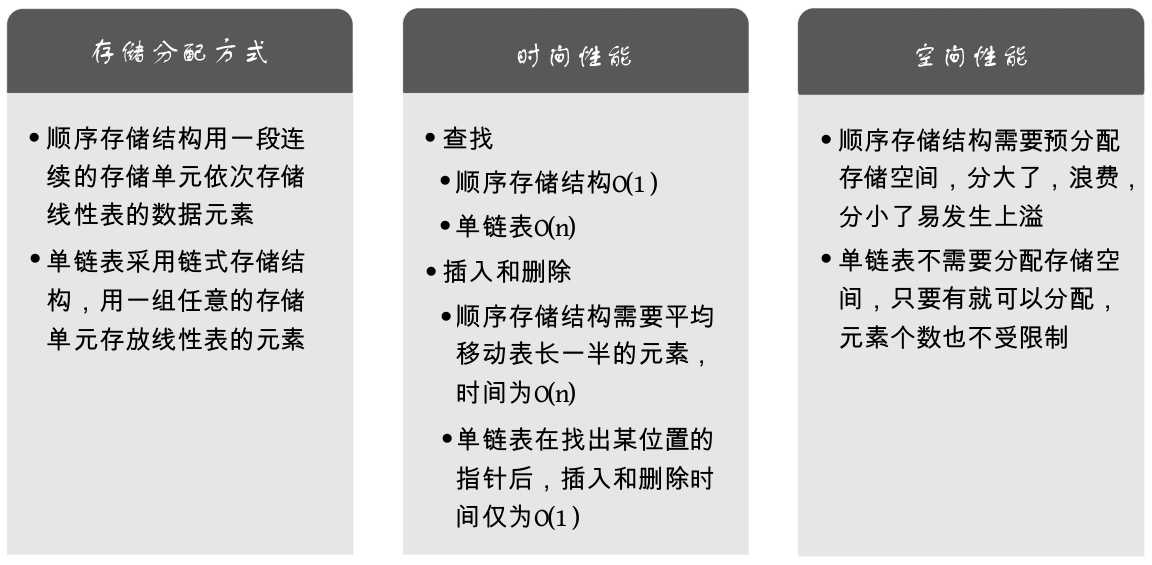 存储分配方式
• 顺序存储结构用一段连
续的存储单元依次存储
线性表的数据元素
• 单链表采用链式存储结
构，用一组任意的存储
单元存放线性表的元素
时间性能
• 查找
• 顺序存储结构O(1)
• 单链表O(n)
• 插入和删除
• 顺序存储结构需要平均
移动表长一半的元素，
时间为O(n)
• 单链表在找出某位置的
指针后，插入和删除时
间仅为O(1)
空间性能
• 顺序存储结构需要预分配
存储空间，分大了，浪费，
分小了易发生上溢
• 单链表不需要分配存储空
间，只要有就可以分配，
元素个数也不受限制